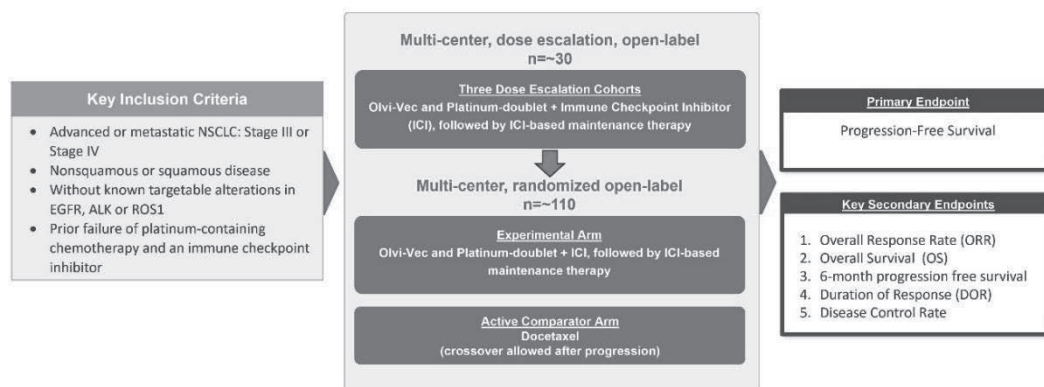 Key Inclusion Criteria
• Advanced or metastatic NSCLC: Stage III or
Stage IV
• Nonsquamous or squamous disease
• Without known targetable alterations in
EGFR, ALK or ROS1
• Prior failure of platinum-containing
chemotherapy and an immune checkpoint
inhibitor
Multi-center, dose escalation, open-label
n=~30
Three Dose Escalation Cohorts
Olvi-Vec and Platinum-doublet + Immune Checkpoint Inhibitor
(ICI), followed by ICI-based maintenance therapy
Multi-center, randomized open-label
n=~110
Experimental Arm
Olvi-Vec and Platinum-doublet + ICI, followed by ICI-based
maintenance therapy
Active Comparator Arm
Docetaxel
(crossover allowed after progression)
Primary Endpoint
Progression-Free Survival
Key Secondary Endpoints
1. Overall Response Rate (ORR)
2. Overall Survival (OS)
3. 6-month progression free survival
4. Duration of Response (DOR)
5. Disease Control Rate